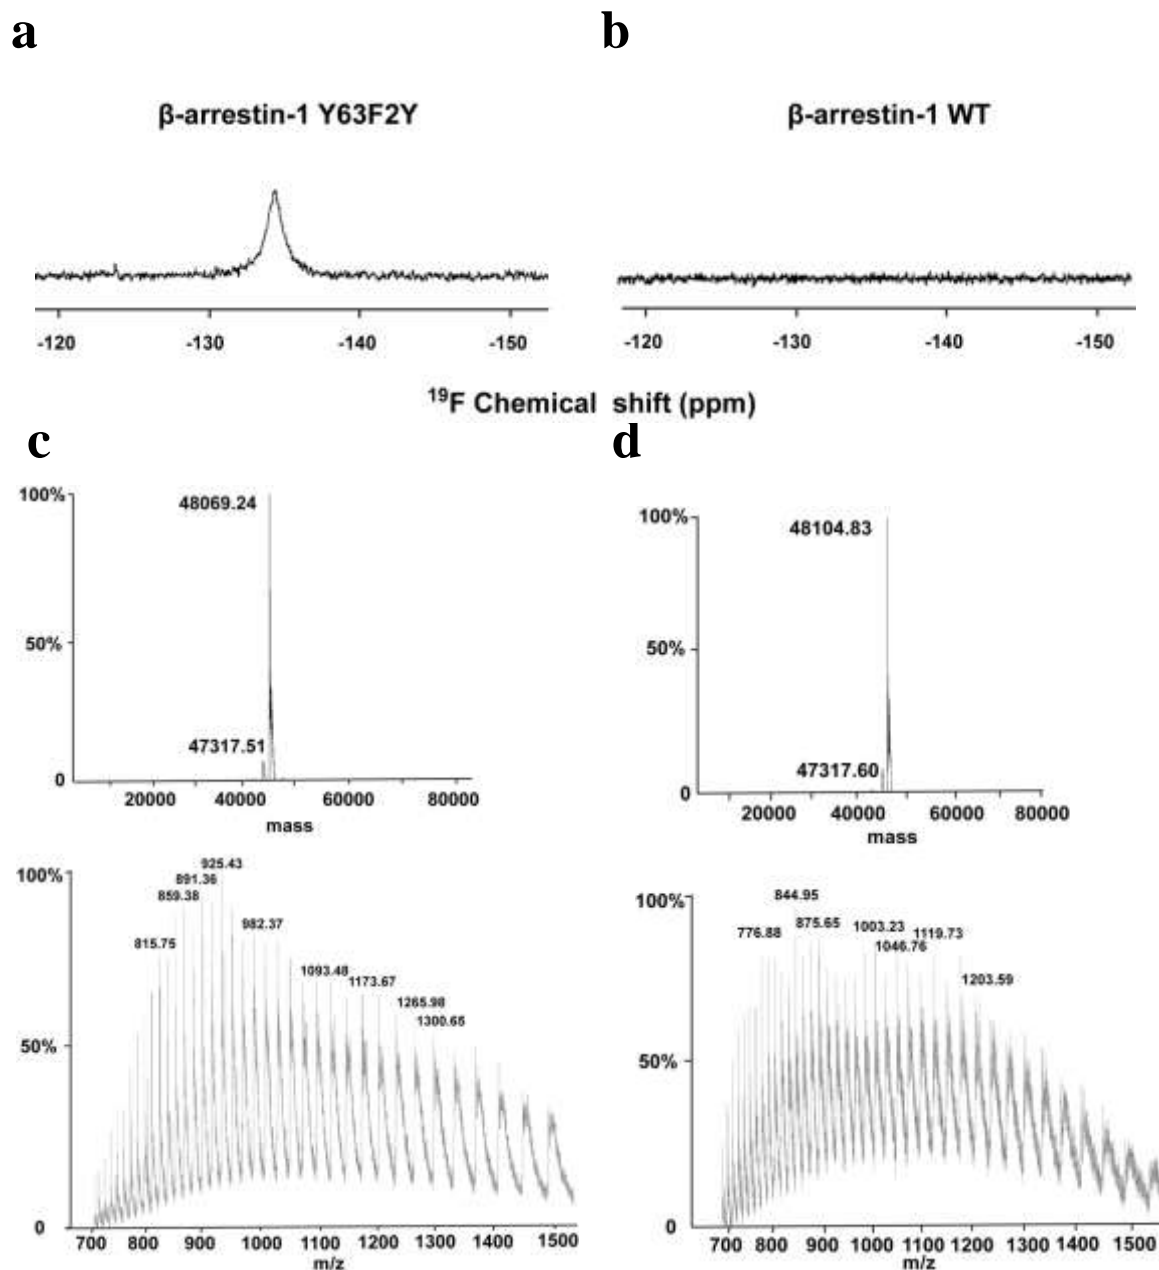 a
b
β-arrestin-1 Y63F2Y
β-arrestin-1 WT
-120 -130 -140 -150
-120 -130 -140 -150
¹⁹F Chemical shift (ppm)
c
d
100%
48069.24
50%
47317.51
0
20000 40000 60000 80000
mass
100%
48104.83
50%
47317.60
0
20000 40000 60000 80000
mass
100%
925.43
891.36
859.38
982.37
815.75
1093.48
1173.67
1265.98
1300.65
50%
0
700 800 900 1000 1100 1200 1300 1400 1500
m/z
100%
844.95
875.65
776.88
1003.23
1119.73
1046.76
1203.59
50%
0
700 800 900 1000 1100 1200 1300 1400 1500
m/z